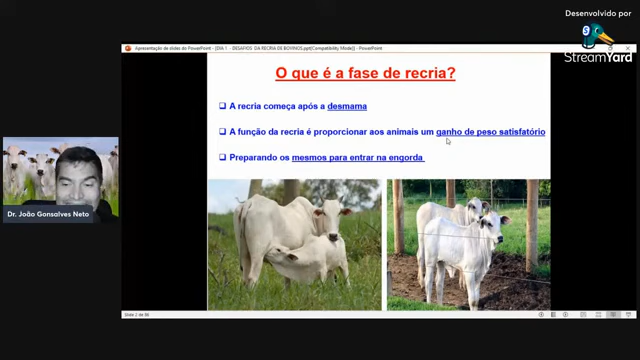 Desenvolvido por
StreamYard
Apresentação de slides do PowerPoint - [DIA 1 - DESAFIOS DA RECRIA DE BOVINOS.ppt [Compatibility Mode]] - PowerPoint
O que é a fase de recria?
A recria começa após a desmama
A função da recria é proporcionar aos animais um ganho de peso satisfatório
Preparando os mesmos para entrar na engorda
Dr. João Gonsalves Neto